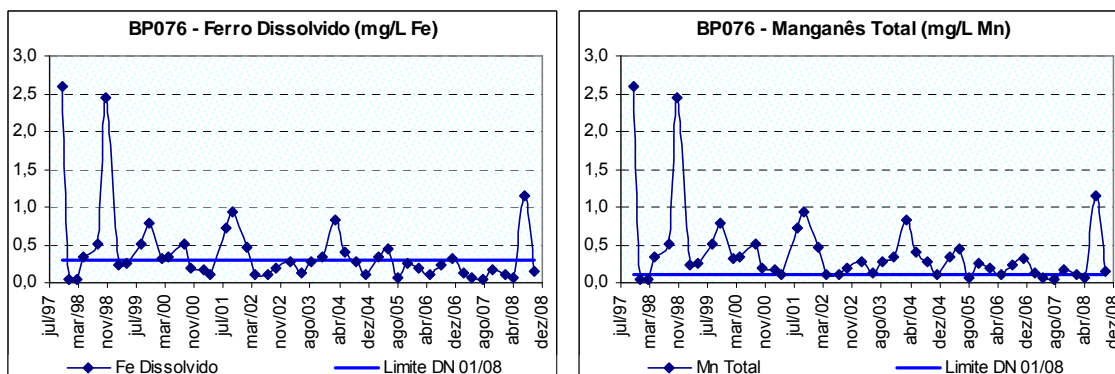 BP076 - Ferro Dissolvido (mg/L Fe)
3,0
2,5
2,0
1,5
1,0
0,5
0,0
jul/97
mar/98
nov/98
jul/99
mar/00
nov/00
jul/01
mar/02
nov/02
ago/03
abr/04
dez/04
ago/05
abr/06
dez/06
ago/07
abr/08
dez/08
Fe Dissolvido
Limite DN 01/08
BP076 - Manganês Total (mg/L Mn)
3,0
2,5
2,0
1,5
1,0
0,5
0,0
jul/97
mar/98
nov/98
jul/99
mar/00
nov/00
jul/01
mar/02
nov/02
ago/03
abr/04
dez/04
ago/05
abr/06
dez/06
ago/07
abr/08
dez/08
Mn Total
Limite DN 01/08